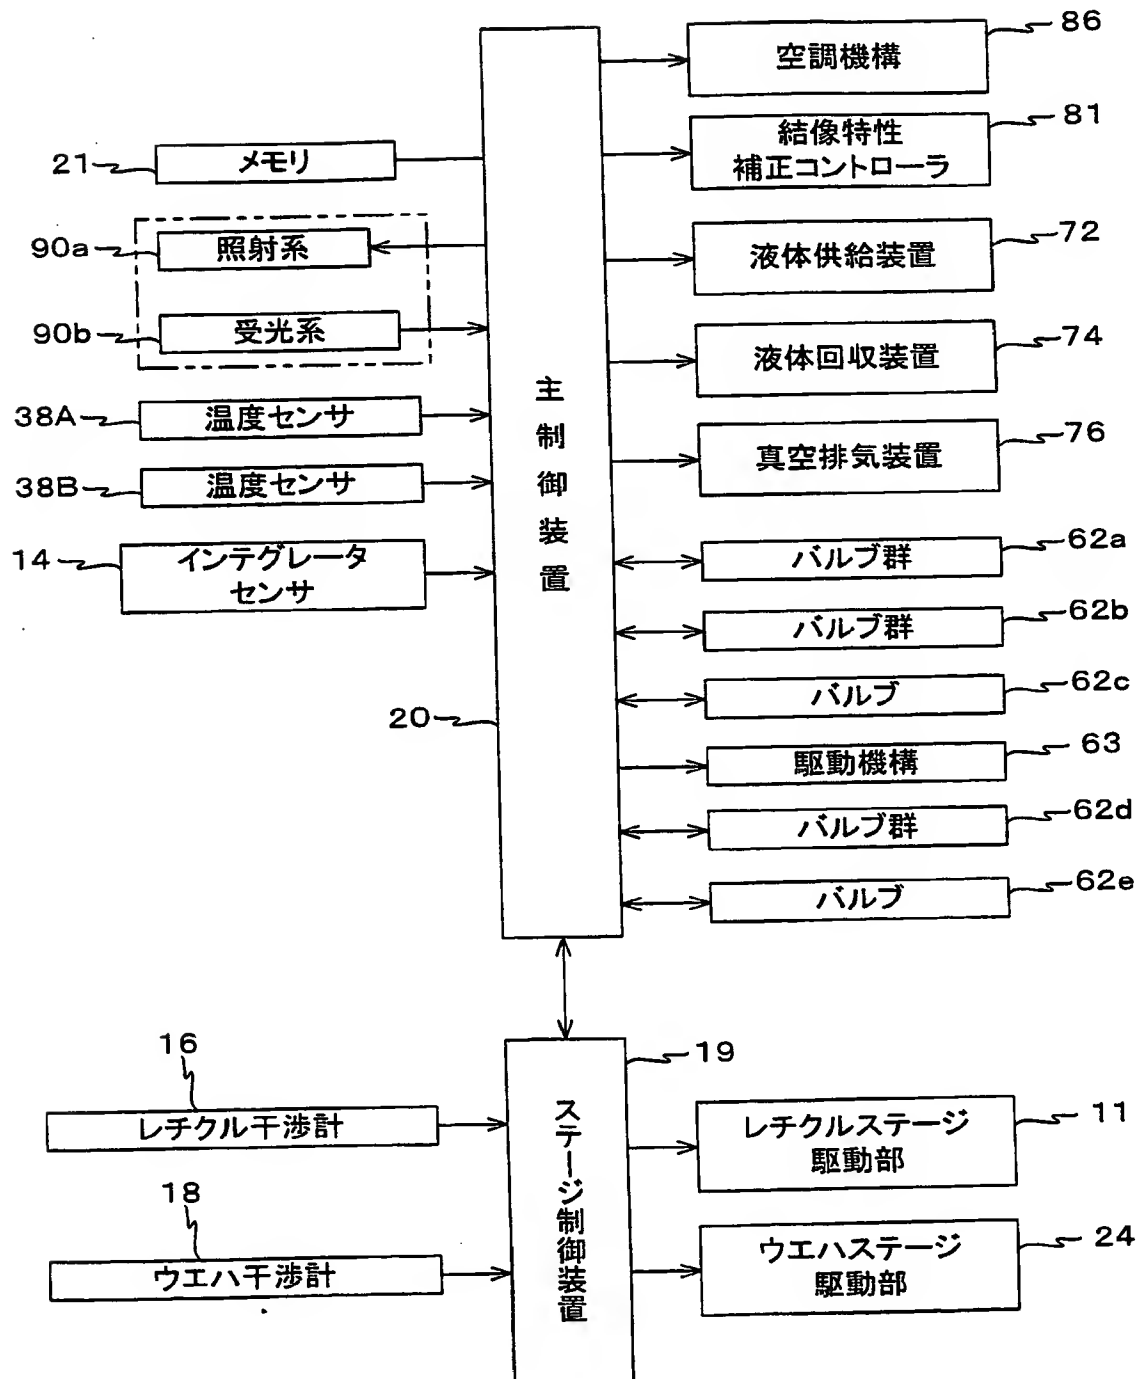 86
空調機構
81
結像特性
補正コントローラ
21
メモリ
90a
照射系
72
液体供給装置
90b
受光系
74
液体回収装置
主制御装置
38A
温度センサ
76
真空排気装置
38B
温度センサ
14
インテグレータ
センサ
62a
バルブ群
62b
バルブ群
62c
バルブ
20
63
駆動機構
62d
バルブ群
62e
バルブ
16
レチクル干渉計
19
ステージ制御装置
11
レチクルステージ
駆動部
18
ウエハ干渉計
24
ウエハステージ
駆動部